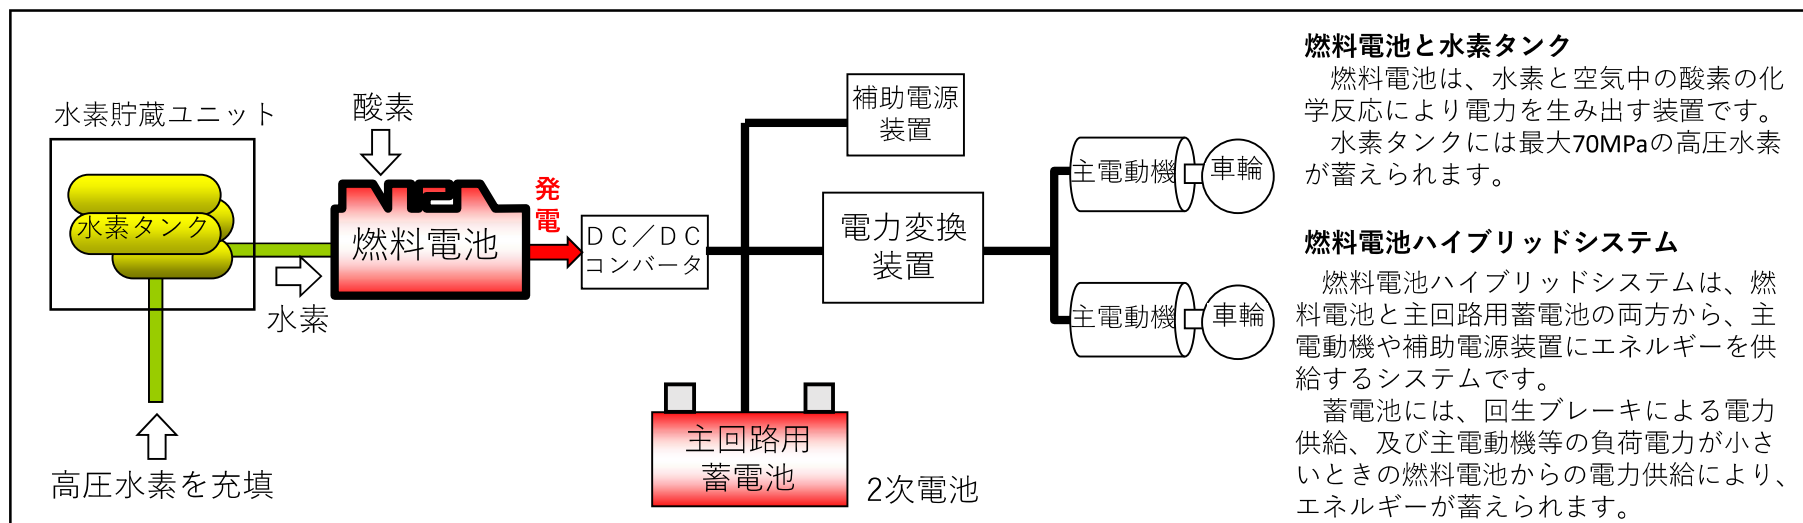 水素貯蔵ユニット
酸素
水素タンク
燃料電池
発
電
水素
高圧水素を充填
ＤＣ／ＤＣ
コンバータ
補助電源
装置
電力変換
装置
主電動機
車輪
主電動機
車輪
主回路用
蓄電池
2次電池
燃料電池と水素タンク
燃料電池は、水素と空気中の酸素の化
学反応により電力を生み出す装置です。
水素タンクには最大70MPaの高圧水素
が蓄えられます。
燃料電池ハイブリッドシステム
燃料電池ハイブリッドシステムは、燃
料電池と主回路用蓄電池の両方から、主
電動機や補助電源装置にエネルギーを供
給するシステムです。
蓄電池には、回生ブレーキによる電力
供給、及び主電動機等の負荷電力が小さ
いときの燃料電池からの電力供給により、
エネルギーが蓄えられます。